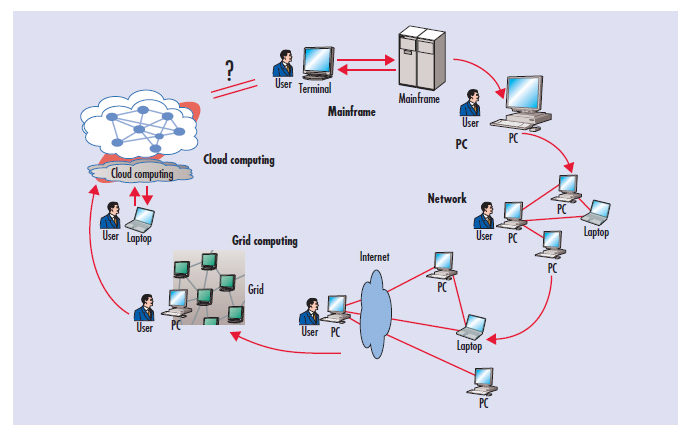 ?
User
Terminal
Mainframe
Mainframe
User
PC
PC
Cloud computing
Cloud computing
User
Laptop
Network
User
PC
PC
Laptop
PC
Grid computing
Grid
User
PC
Internet
User
PC
PC
Laptop
PC